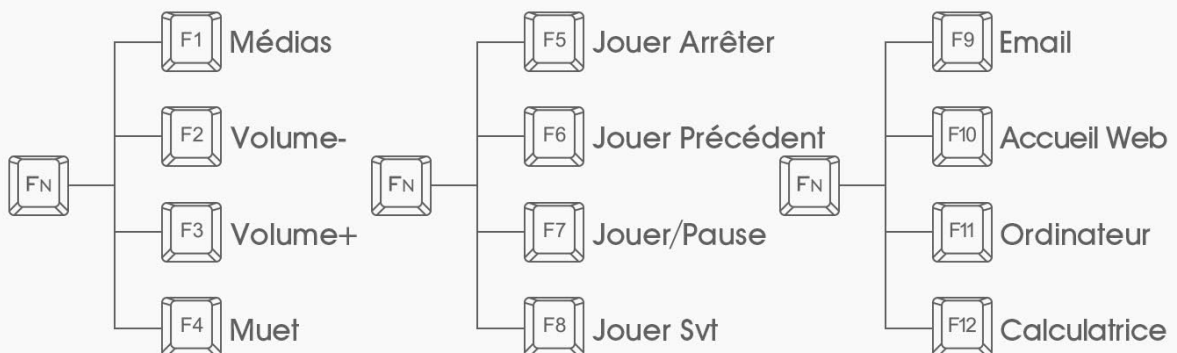 F1 Médias
F2 Volume-
FN
F3 Volume+
F4 Muet
F5 Jouer Arrêter
F6 Jouer Précédent
FN
F7 Jouer/Pause
F8 Jouer Svt
F9 Email
F10 Accueil Web
FN
F11 Ordinateur
F12 Calculatrice